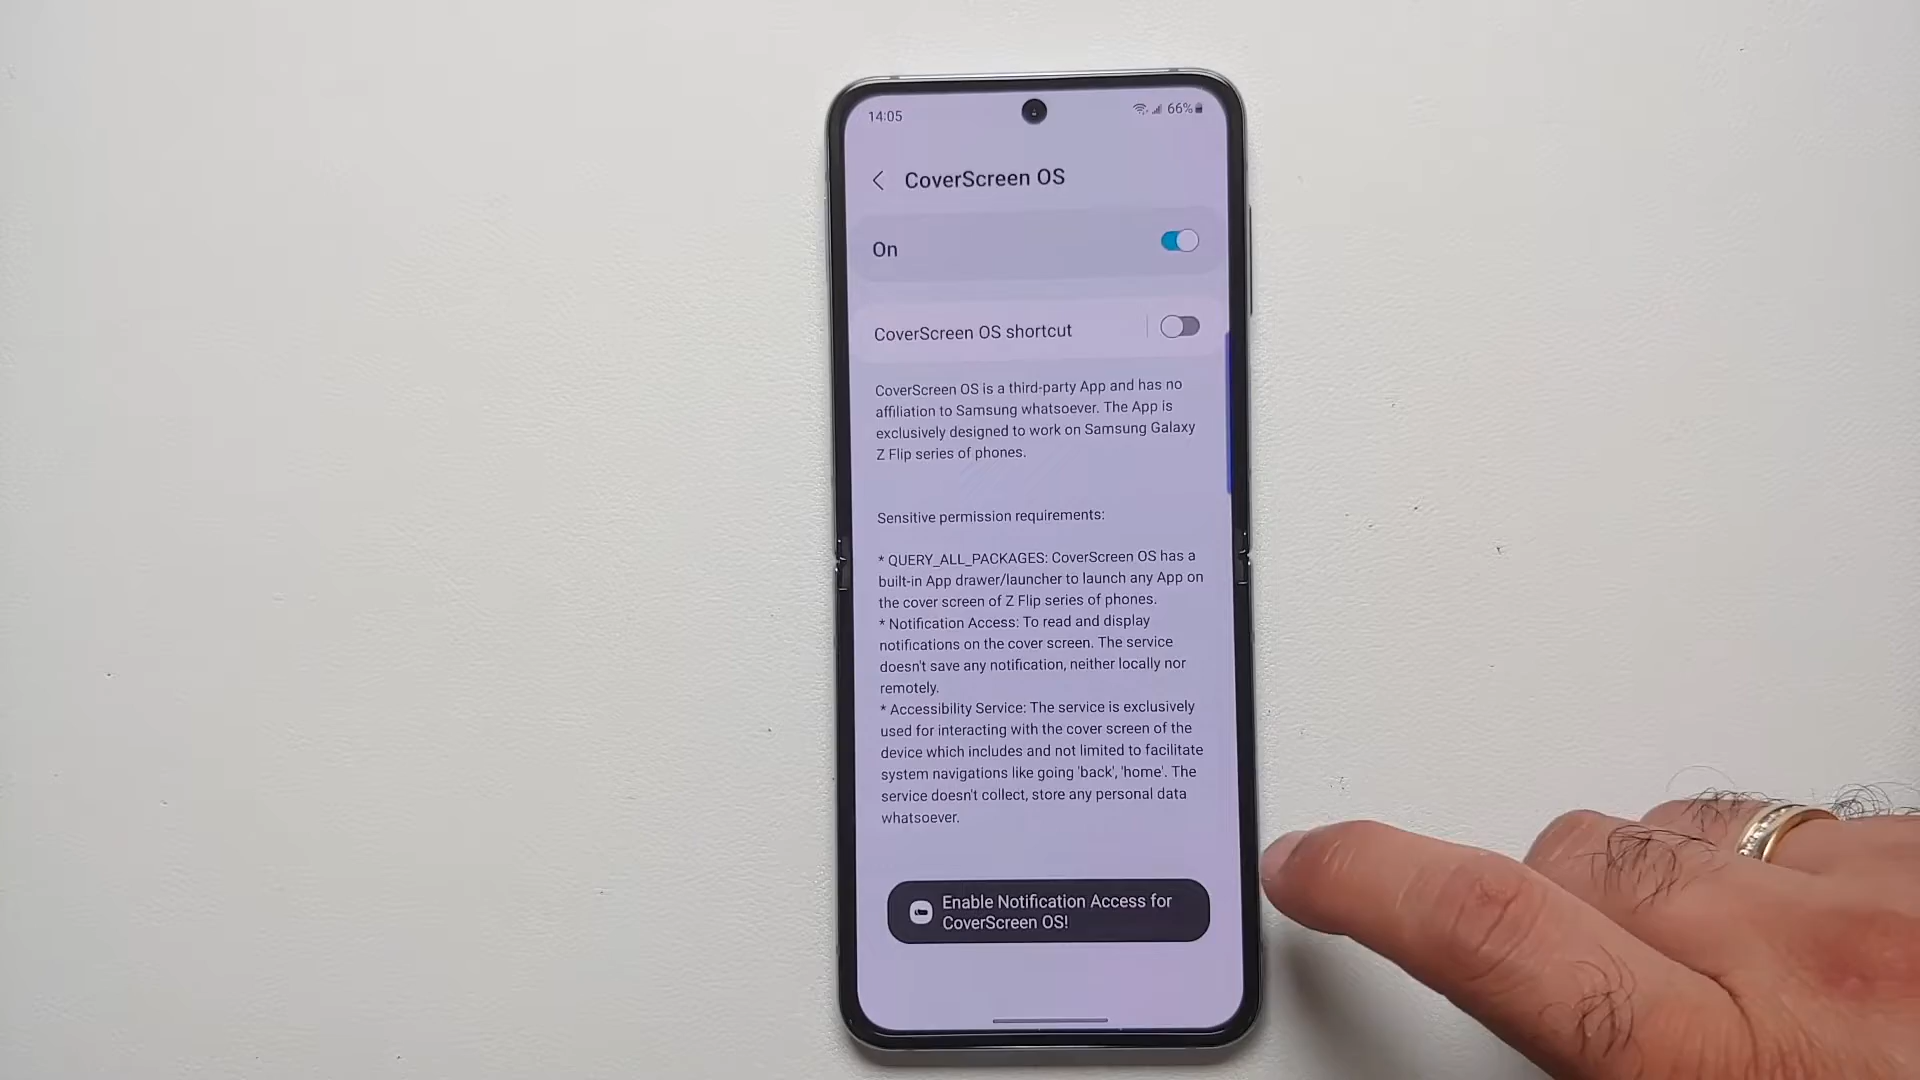 14:05
66%
CoverScreen OS
On
CoverScreen OS shortcut
CoverScreen OS is a third-party App and has no
affiliation to Samsung whatsoever. The App is
exclusively designed to work on Samsung Galaxy
Z Flip series of phones.
Sensitive permission requirements:
* QUERY_ALL_PACKAGES: CoverScreen OS has a
built-in App drawer/launcher to launch any App on
the cover screen of Z Flip series of phones.
* Notification Access: To read and display
notifications on the cover screen. The service
doesn't save any notification, neither locally nor
remotely.
* Accessibility Service: The service is exclusively
used for interacting with the cover screen of the
device which includes and not limited to facilitate
system navigations like going 'back', 'home'. The
service doesn't collect, store any personal data
whatsoever.
Enable Notification Access for
CoverScreen OS!